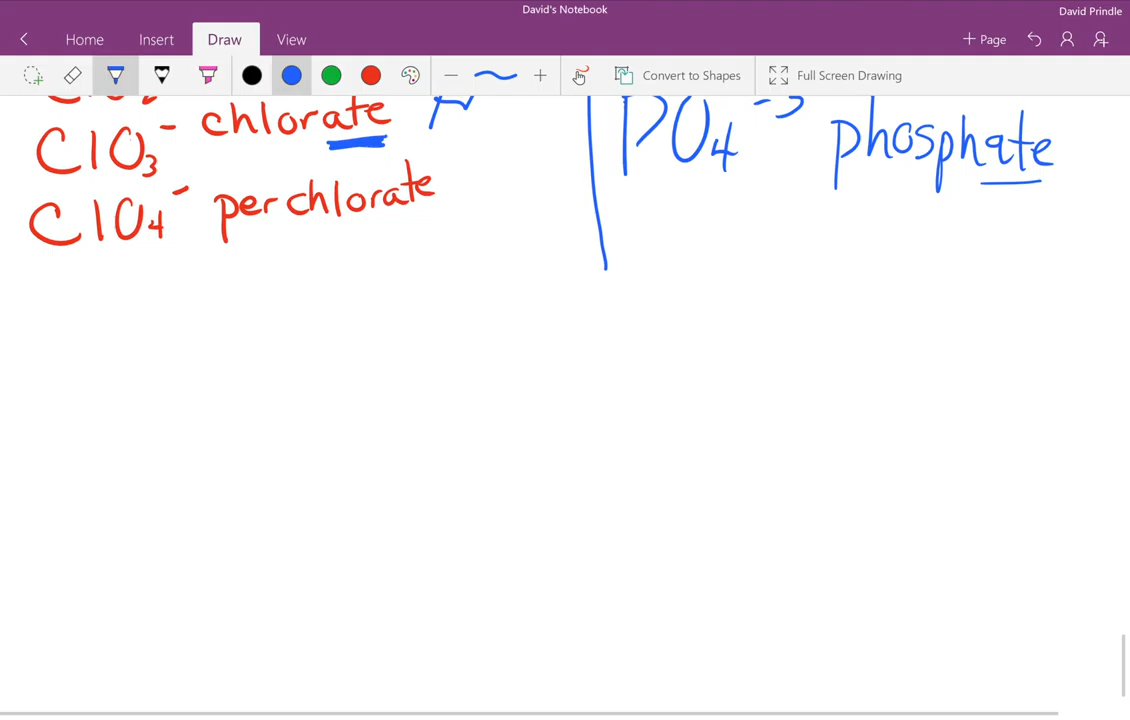 David's Notebook
David Prindle
Home Insert Draw View
Page
Convert to Shapes Full Screen Drawing
ClO3- chlorate
ClO4- perchlorate
PO4-3 phosphate